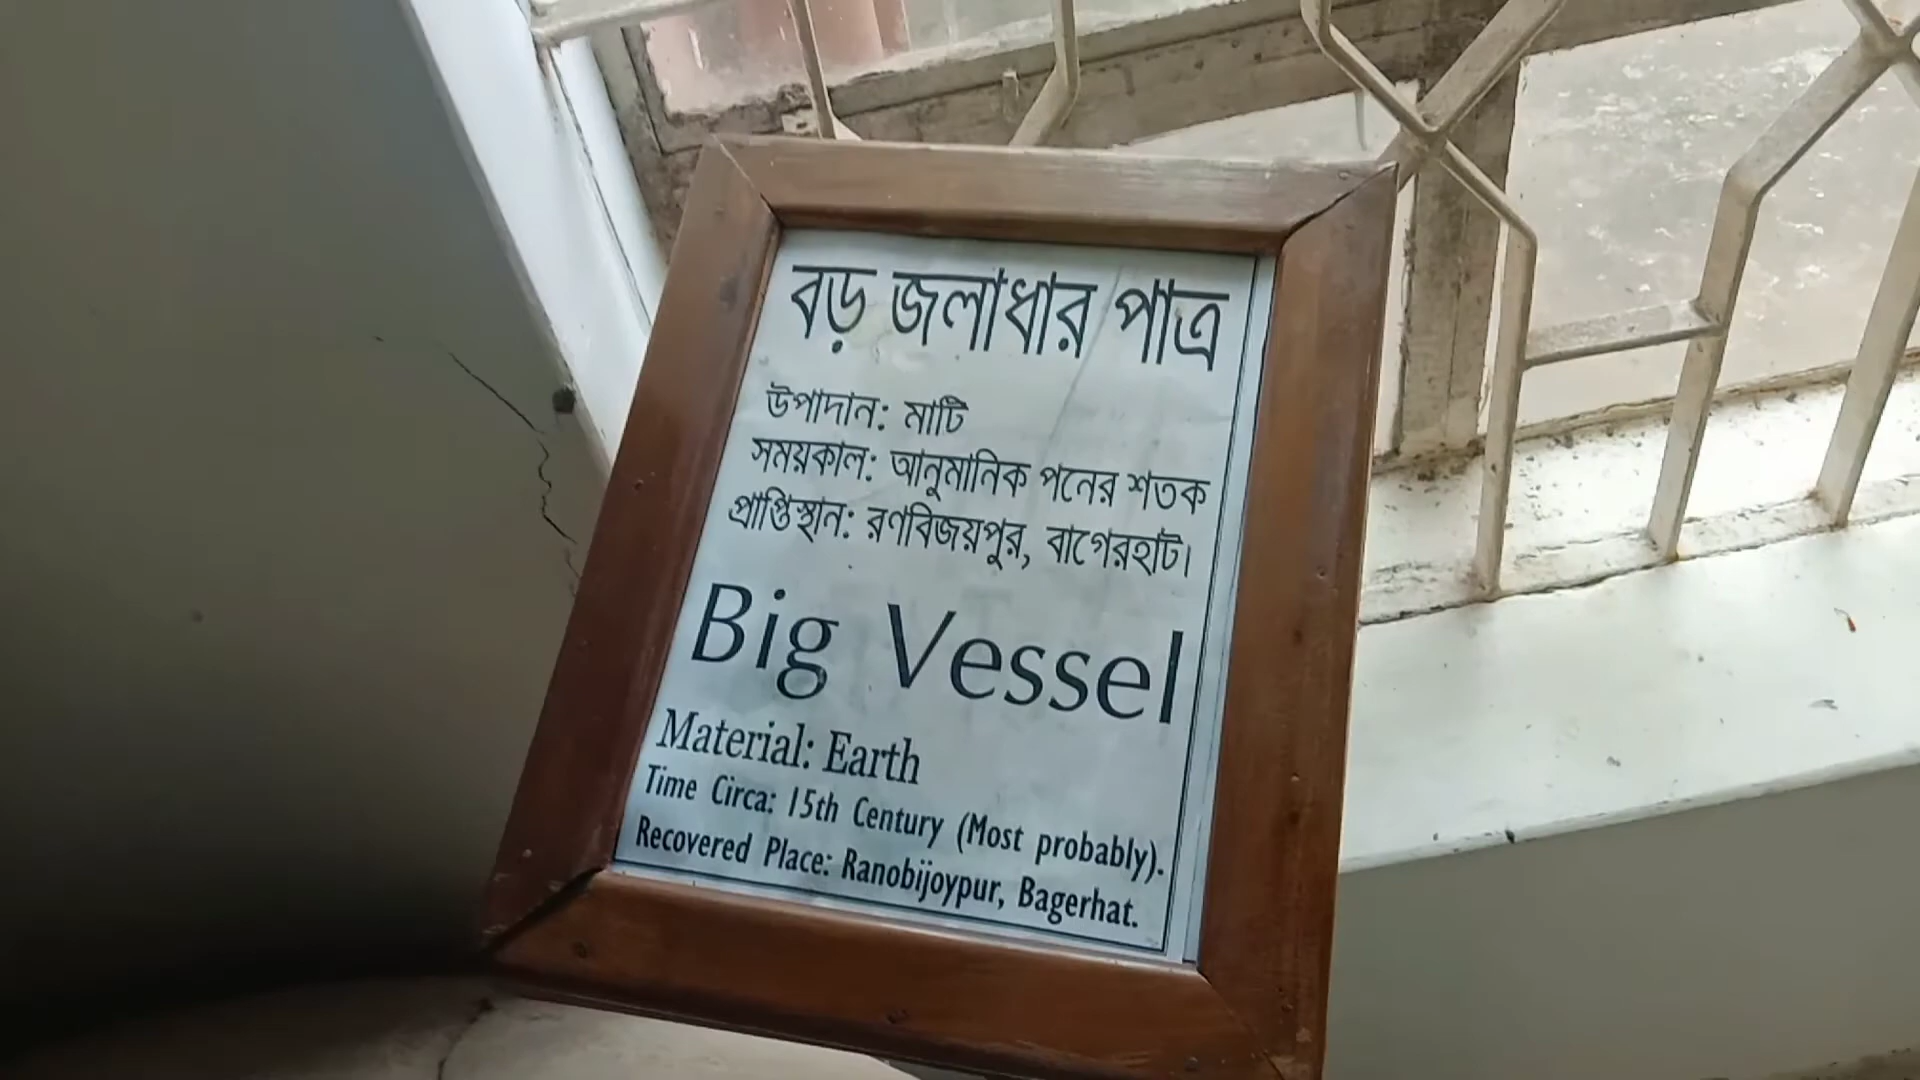 বড় জলাধার পাত্র
উপাদান: মাটি
সময়কাল: আনুমানিক পনের শতক
প্রাপ্তিস্থান: রণবিজয়পুর, বাগেরহাট।
Big Vessel
Material: Earth
Time Circa: 15th Century (Most probably).
Recovered Place: Ranobijoypur, Bagerhat.